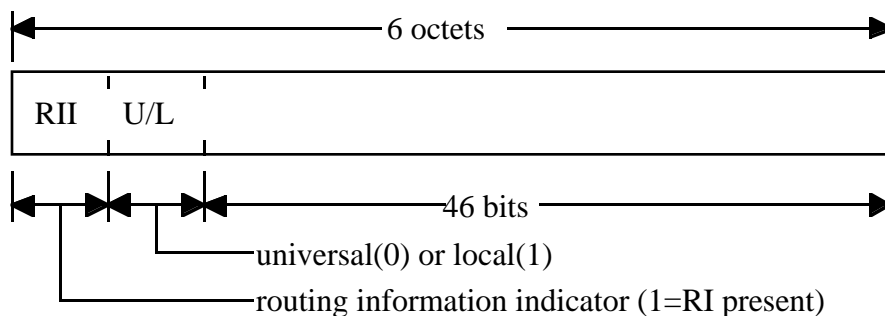 6 octets
RII U/L
46 bits
universal(0) or local(1)
routing information indicator (1=RI present)